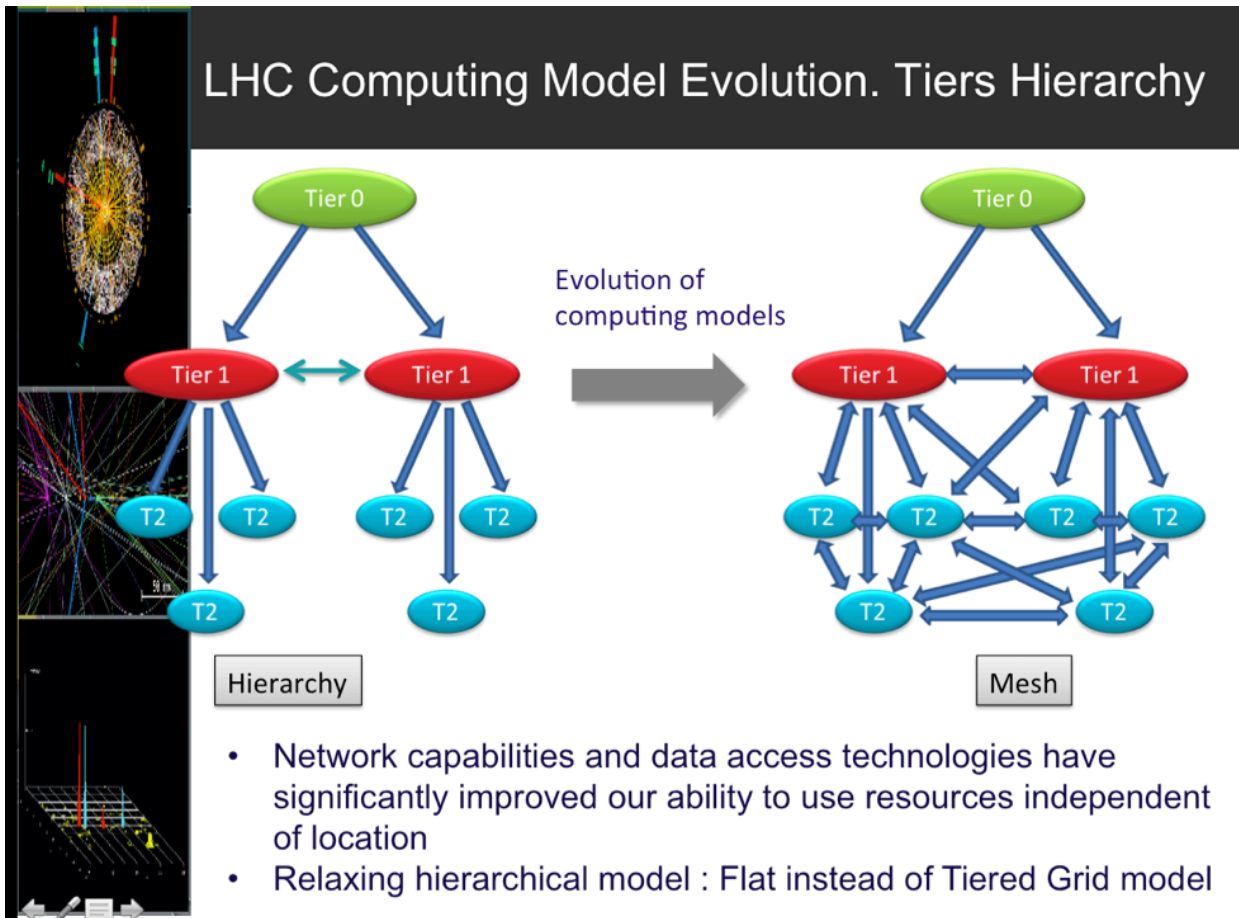 LHC Computing Model Evolution. Tiers Hierarchy
Tier 0
Tier 1
Tier 1
T2
T2
T2
T2
T2
T2
Hierarchy
Evolution of
computing models
Tier 0
Tier 1
Tier 1
T2
T2
T2
T2
T2
T2
Mesh
50 cm
• Network capabilities and data access technologies have
significantly improved our ability to use resources independent
of location
• Relaxing hierarchical model : Flat instead of Tiered Grid model